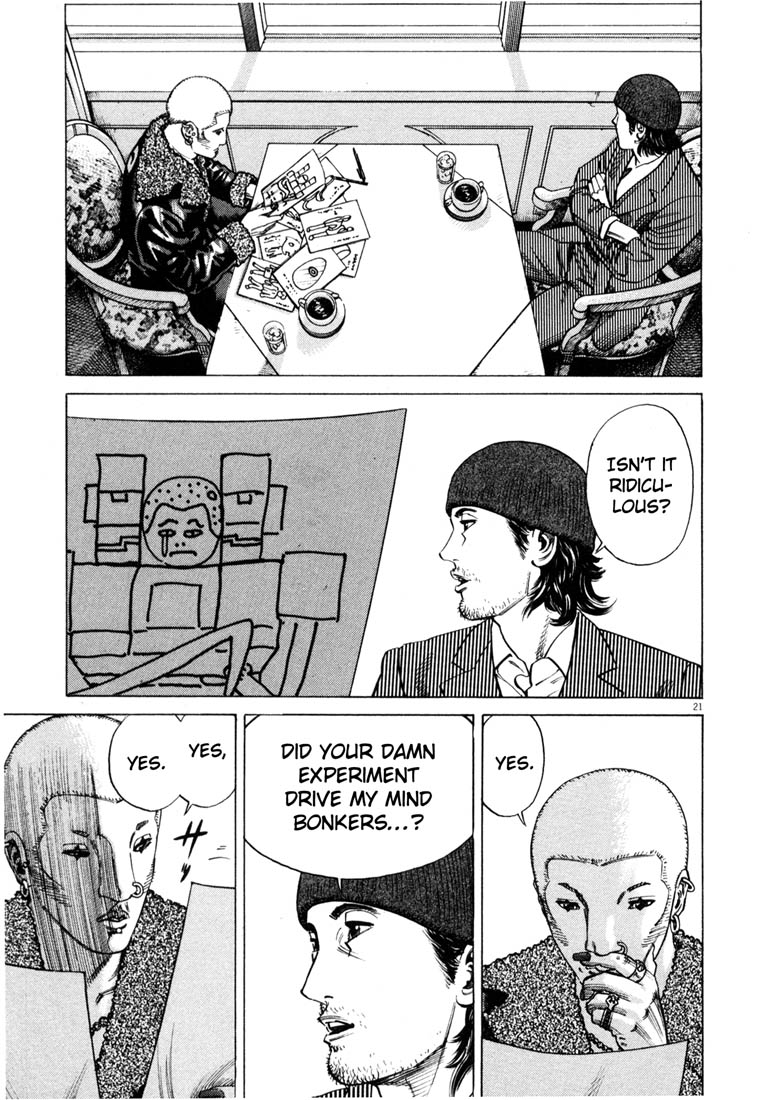 ISN'T IT
RIDICU-
LOUS?
21
YES.
DID YOUR DAMN
EXPERIMENT
DRIVE MY MIND
BONKERS...?
YES,
YES.